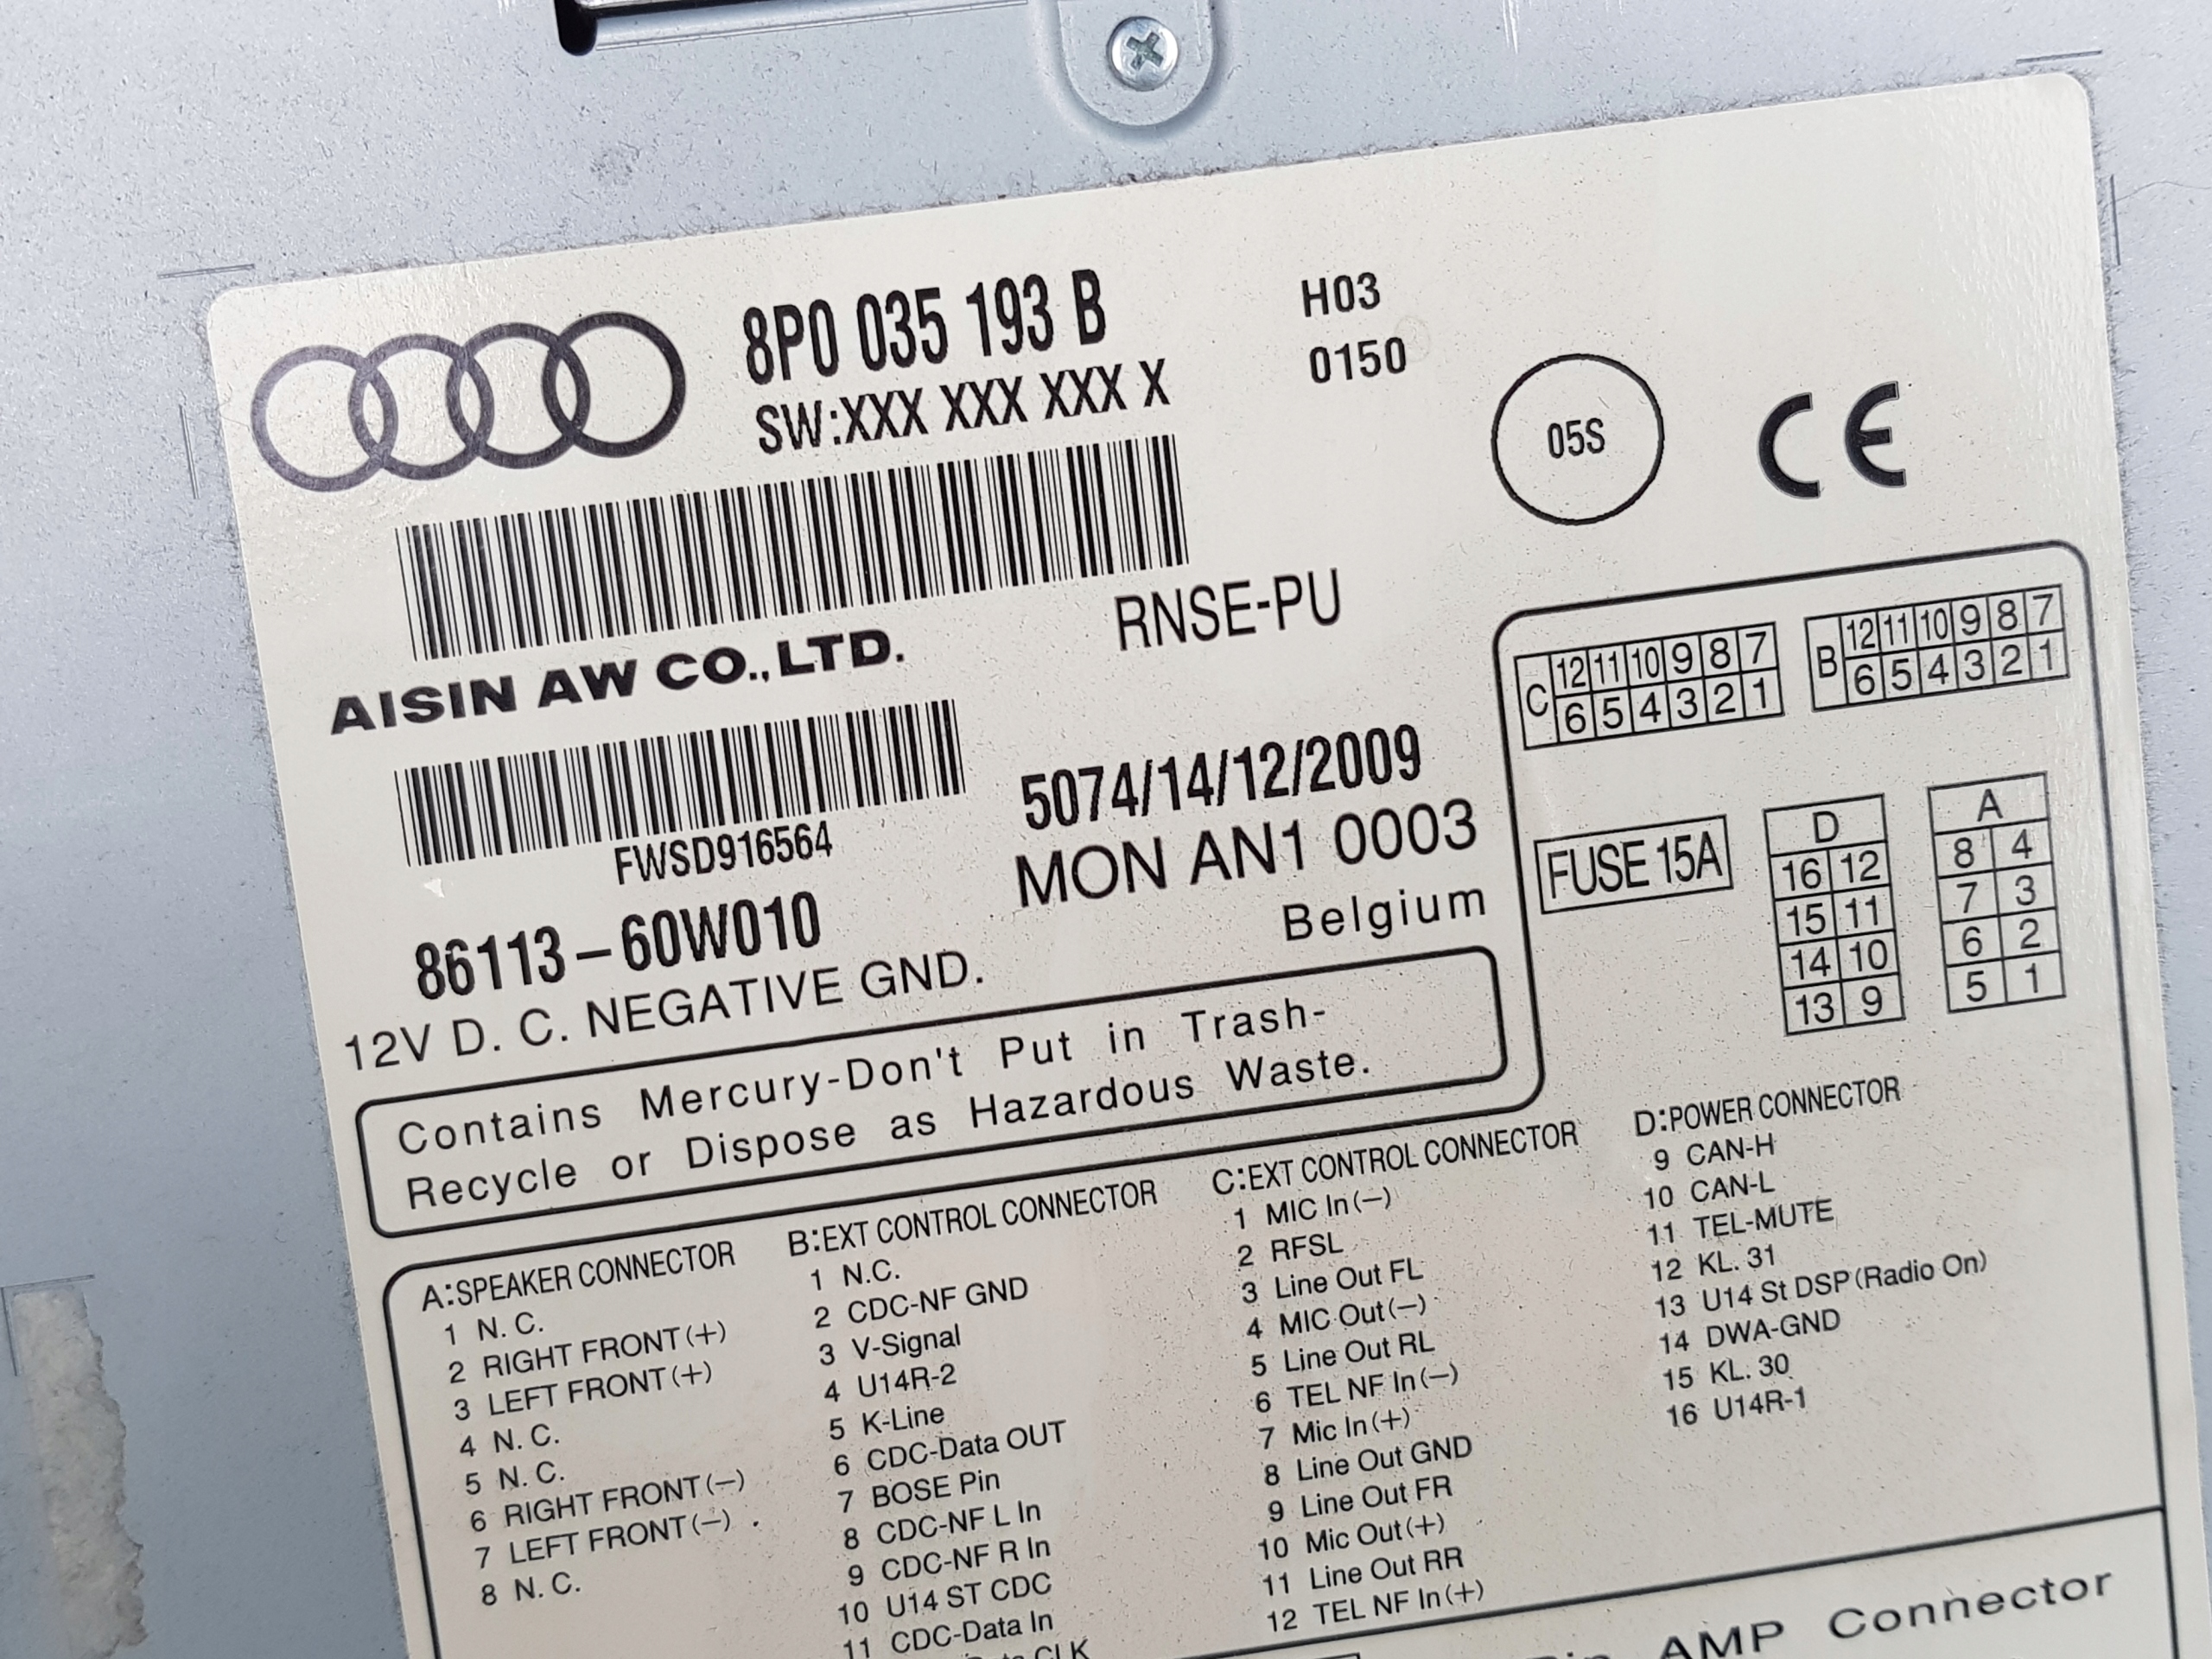 8P0 035 193 B
SW:XXX XXX XXX X
H03
0150
05S
CE
AISIN AW CO.,LTD.
RNSE-PU
FWSD916564
5074/14/12/2009
MON AN1 0003
Belgium
86113-60W010
12V D. C. NEGATIVE GND.
Contains Mercury-Don't Put in Trash-
Recycle or Dispose as Hazardous Waste.
C 12 11 10 9 8 7
6 5 4 3 2 1
B 12 11 10 9 8 7
6 5 4 3 2 1
FUSE 15A
D
16 12
15 11
14 10
13 9
A
8 4
7 3
6 2
5 1
A:SPEAKER CONNECTOR
1 N. C.
2 RIGHT FRONT(+)
3 LEFT FRONT(+)
4 N. C.
5 N. C.
6 RIGHT FRONT(−)
7 LEFT FRONT(−)
8 N. C.
B:EXT CONTROL CONNECTOR
1 N.C.
2 CDC-NF GND
3 V-Signal
4 U14R-2
5 K-Line
6 CDC-Data OUT
7 BOSE Pin
8 CDC-NF L In
9 CDC-NF R In
10 U14 ST CDC
11 CDC-Data In
CLK
C:EXT CONTROL CONNECTOR
1 MIC In(−)
2 RFSL
3 Line Out FL
4 MIC Out(−)
5 Line Out RL
6 TEL NF In(−)
7 Mic In(+)
8 Line Out GND
9 Line Out FR
10 Mic Out(+)
11 Line Out RR
12 TEL NF In(+)
D:POWER CONNECTOR
9 CAN-H
10 CAN-L
11 TEL-MUTE
12 KL. 31
13 U14 St DSP(Radio On)
14 DWA-GND
15 KL. 30
16 U14R-1
AMP Connector